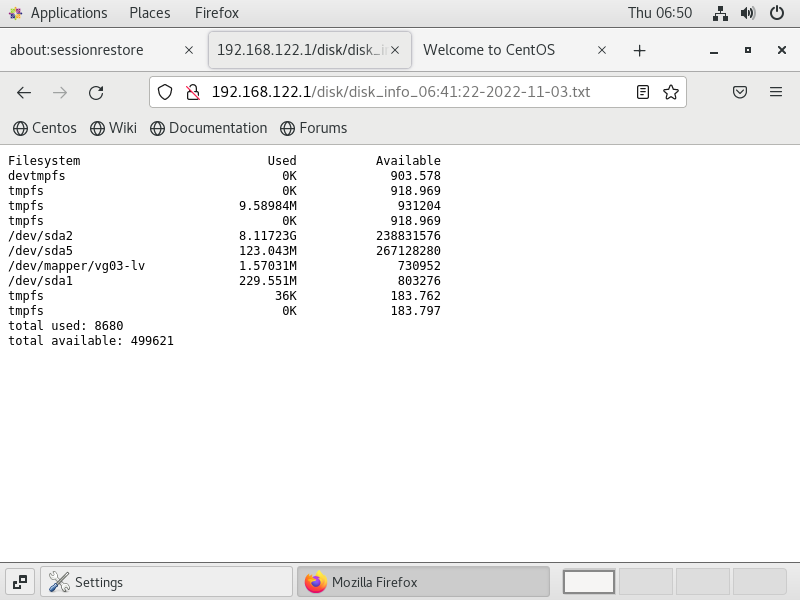 Applications Places Firefox Thu 06:50
about:sessionrestore 192.168.122.1/disk/disk_i Welcome to CentOS
192.168.122.1/disk/disk_info_06:41:22-2022-11-03.txt
Centos Wiki Documentation Forums
Filesystem Used Available
devtmpfs 0K 903.578
tmpfs 0K 918.969
tmpfs 9.58984M 931204
tmpfs 0K 918.969
/dev/sda2 8.11723G 238831576
/dev/sda5 123.043M 267128280
/dev/mapper/vg03-lv 1.57031M 730952
/dev/sda1 229.551M 803276
tmpfs 36K 183.762
tmpfs 0K 183.797
total used: 8680
total available: 499621
Settings Mozilla Firefox